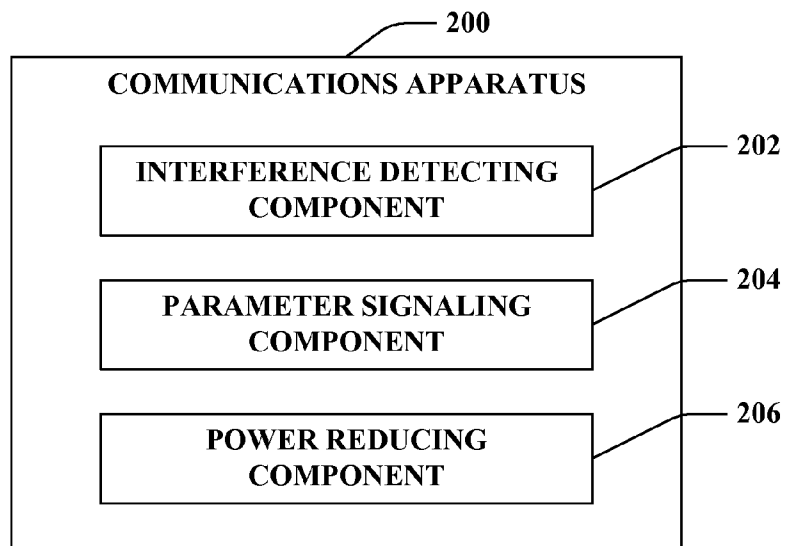 200
COMMUNICATIONS APPARATUS
202
INTERFERENCE DETECTING
COMPONENT
204
PARAMETER SIGNALING
COMPONENT
206
POWER REDUCING
COMPONENT